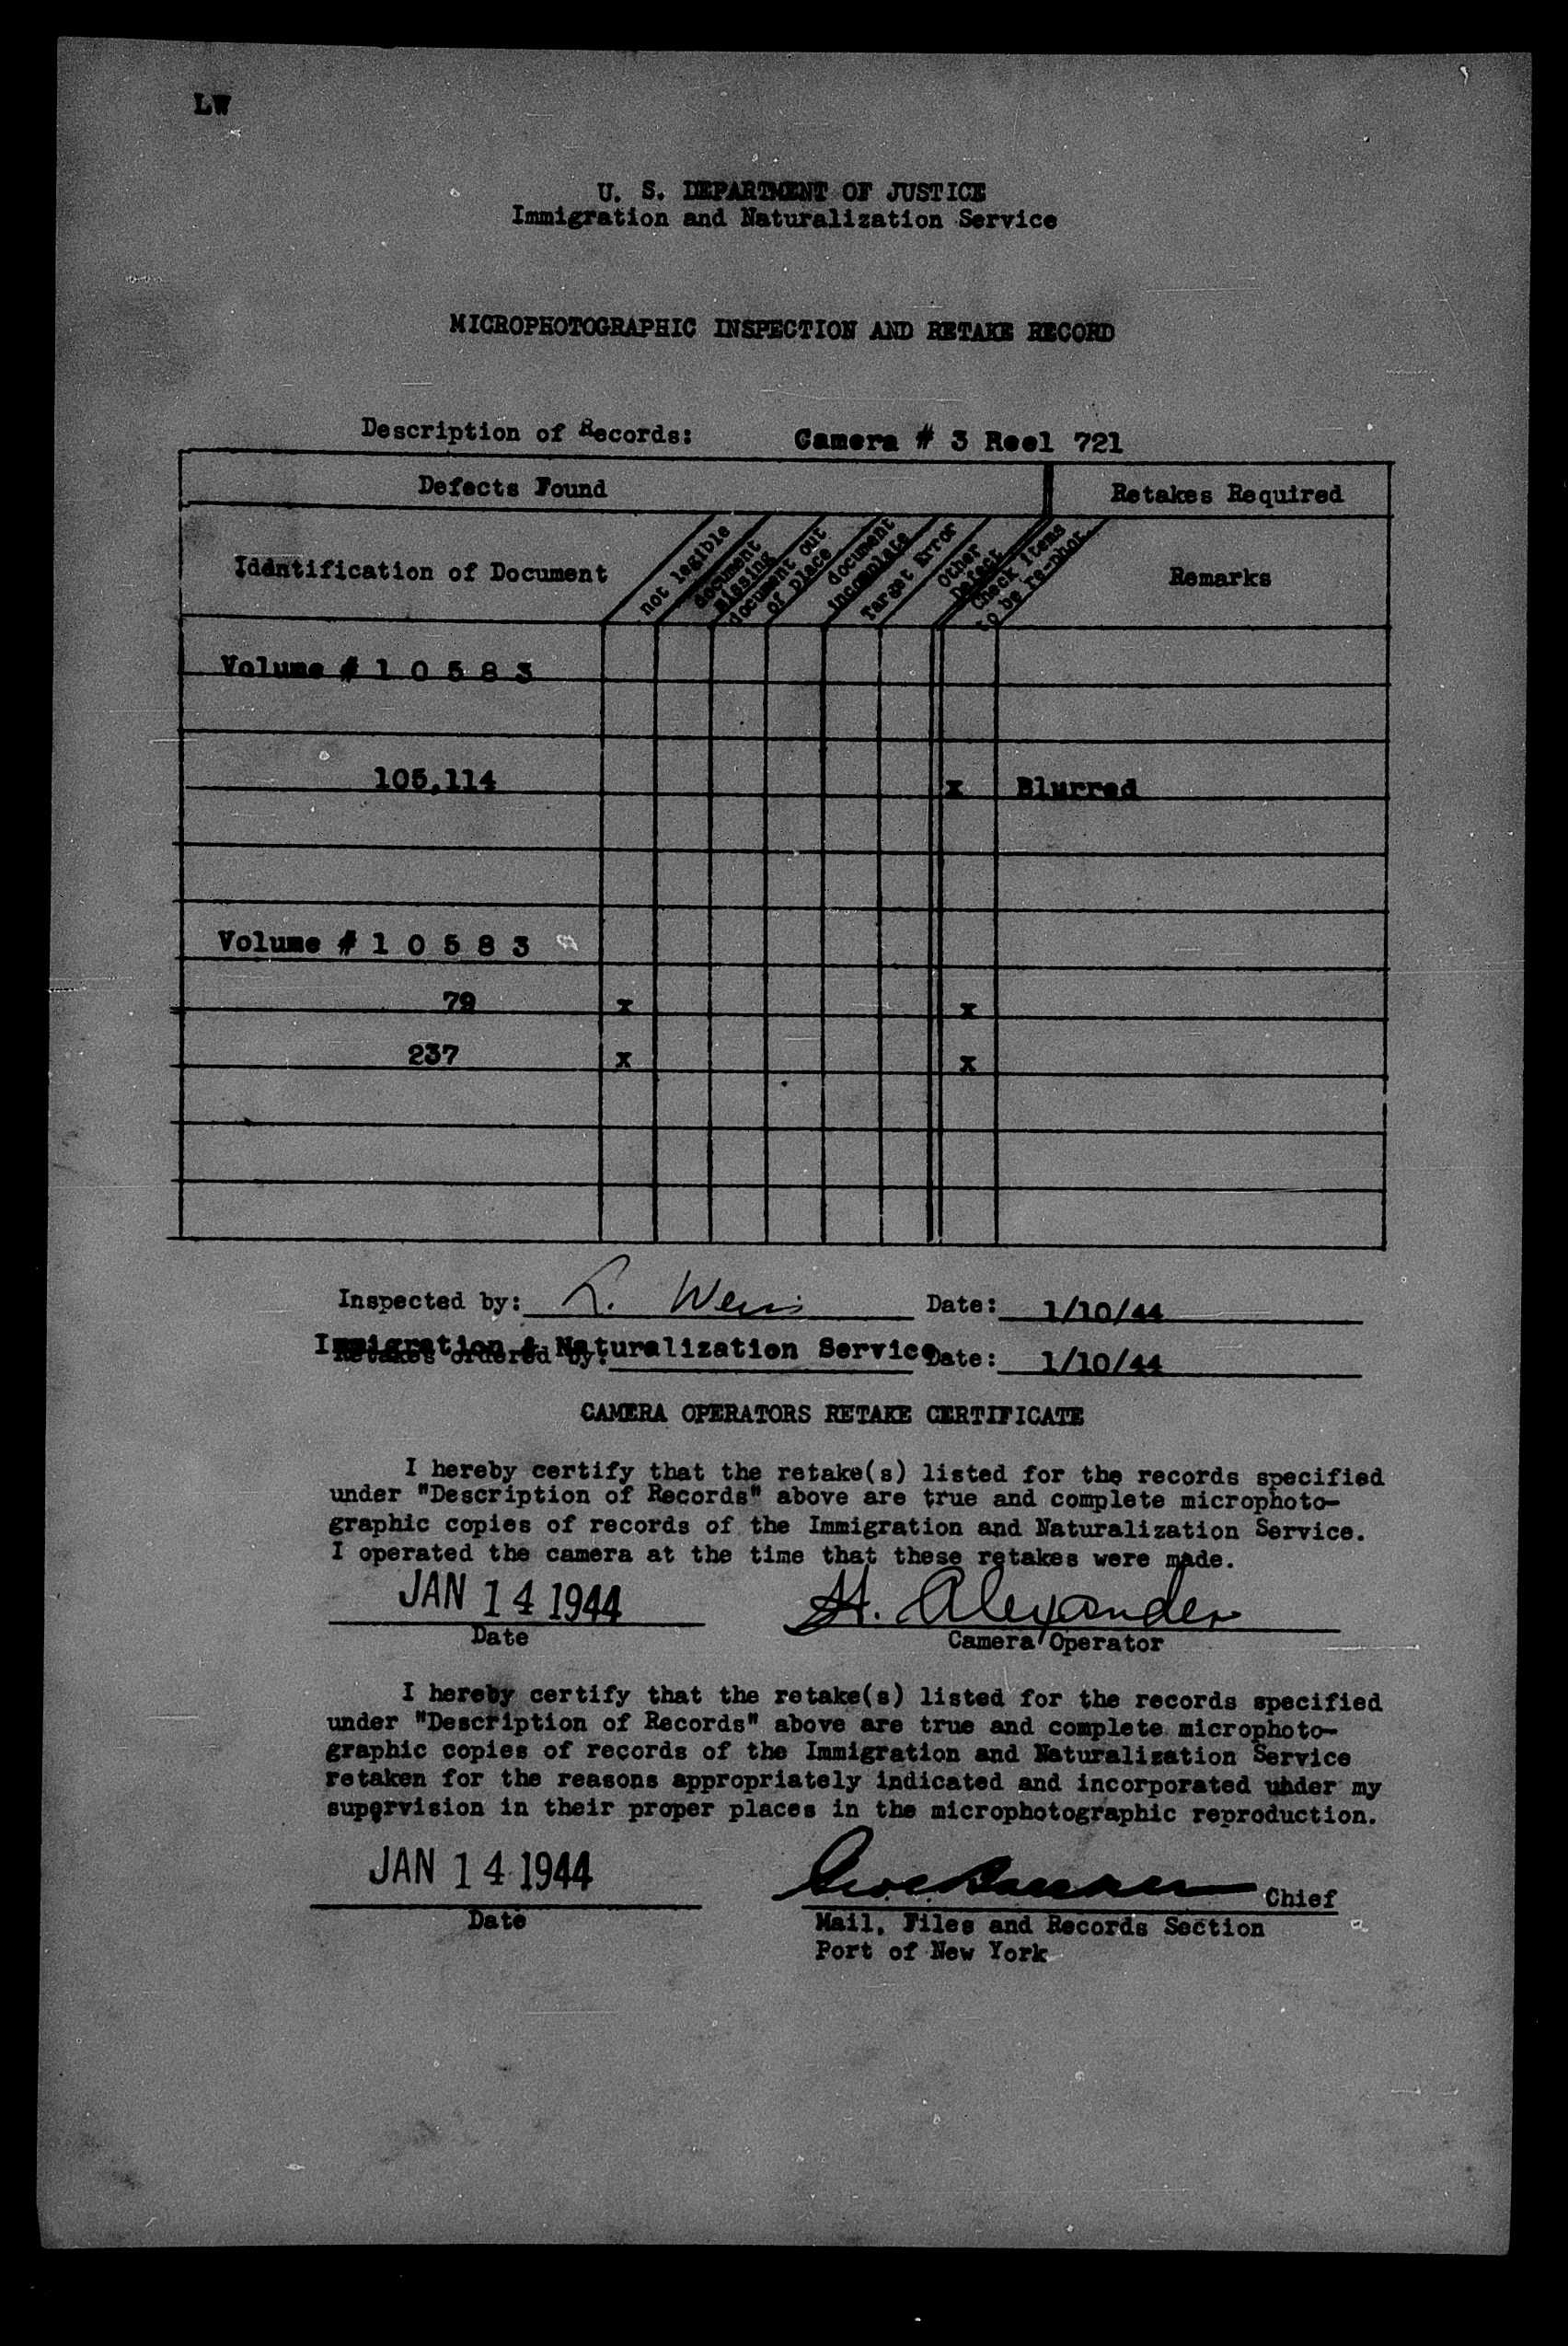 LW
U. S. DEPARTMENT OF JUSTICE
Immigration and Naturalization Service
MICROPHOTOGRAPHIC INSPECTION AND RETAKE RECORD
Description of Records: Camera # 3 Reel 721
Defects Found Retakes Required
Identification of Document
not legible
document missing
document out of place
document incomplete
Target Error
Other Defect
Check items to be re-phot.
Remarks
Volume # 1 0 5 8 3
105,114 x Blurred
Volume # 1 0 5 8 3
79 x x
237 x x
Inspected by: Date: 1/10/44
Immigration & Naturalization Service
Retakes ordered by: Date: 1/10/44
CAMERA OPERATORS RETAKE CERTIFICATE
I hereby certify that the retake(s) listed for the records specified
under "Description of Records" above are true and complete microphoto-
graphic copies of records of the Immigration and Naturalization Service.
I operated the camera at the time that these retakes were made.
JAN 14 1944 H. Alexander
Date Camera Operator
I hereby certify that the retake(s) listed for the records specified
under "Description of Records" above are true and complete microphoto-
graphic copies of records of the Immigration and Naturalization Service
retaken for the reasons appropriately indicated and incorporated under my
supervision in their proper places in the microphotographic reproduction.
JAN 14 1944 Chief
Date Mail, Files and Records Section
Port of New York